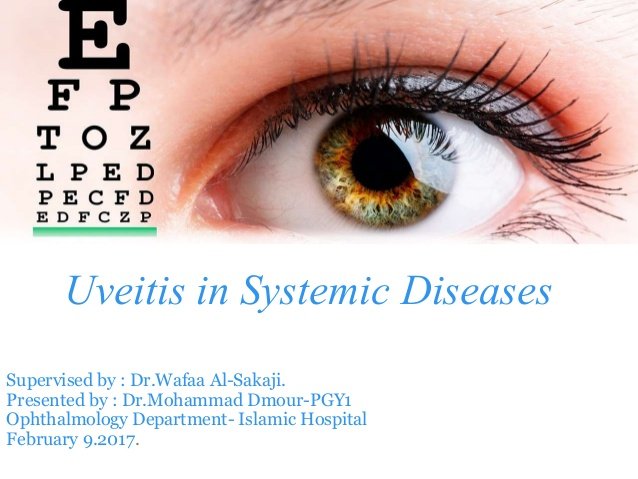 E
F P
T O Z
L P E D
P E C F D
E D F C Z P
Uveitis in Systemic Diseases
Supervised by : Dr.Wafaa Al-Sakaji.
Presented by : Dr.Mohammad Dmour-PGY1
Ophthalmology Department- Islamic Hospital
February 9.2017.